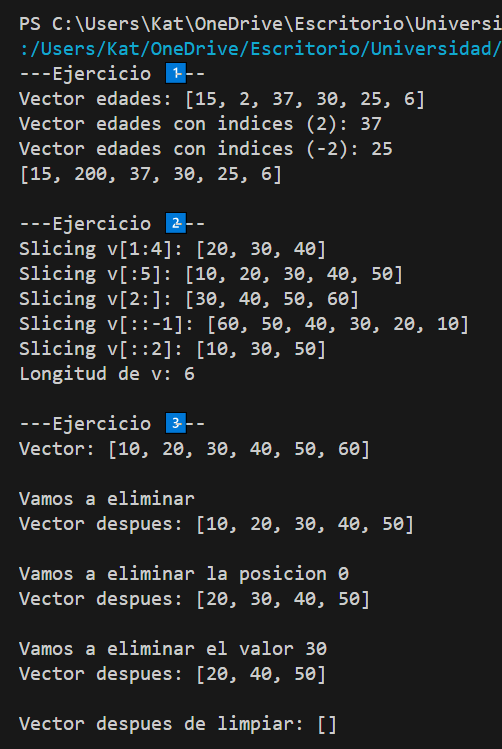 PS C:\Users\Kat\OneDrive\Escritorio\Universi
:/Users/Kat/OneDrive/Escritorio/Universidad/
---Ejercicio 1️⃣--
Vector edades: [15, 2, 37, 30, 25, 6]
Vector edades con indices (2): 37
Vector edades con indices (-2): 25
[15, 200, 37, 30, 25, 6]

---Ejercicio 2️⃣--
Slicing v[1:4]: [20, 30, 40]
Slicing v[:5]: [10, 20, 30, 40, 50]
Slicing v[2:]: [30, 40, 50, 60]
Slicing v[::-1]: [60, 50, 40, 30, 20, 10]
Slicing v[::2]: [10, 30, 50]
Longitud de v: 6

---Ejercicio 3️⃣--
Vector: [10, 20, 30, 40, 50, 60]

Vamos a eliminar
Vector despues: [10, 20, 30, 40, 50]

Vamos a eliminar la posicion 0
Vector despues: [20, 30, 40, 50]

Vamos a eliminar el valor 30
Vector despues: [20, 40, 50]

Vector despues de limpiar: []